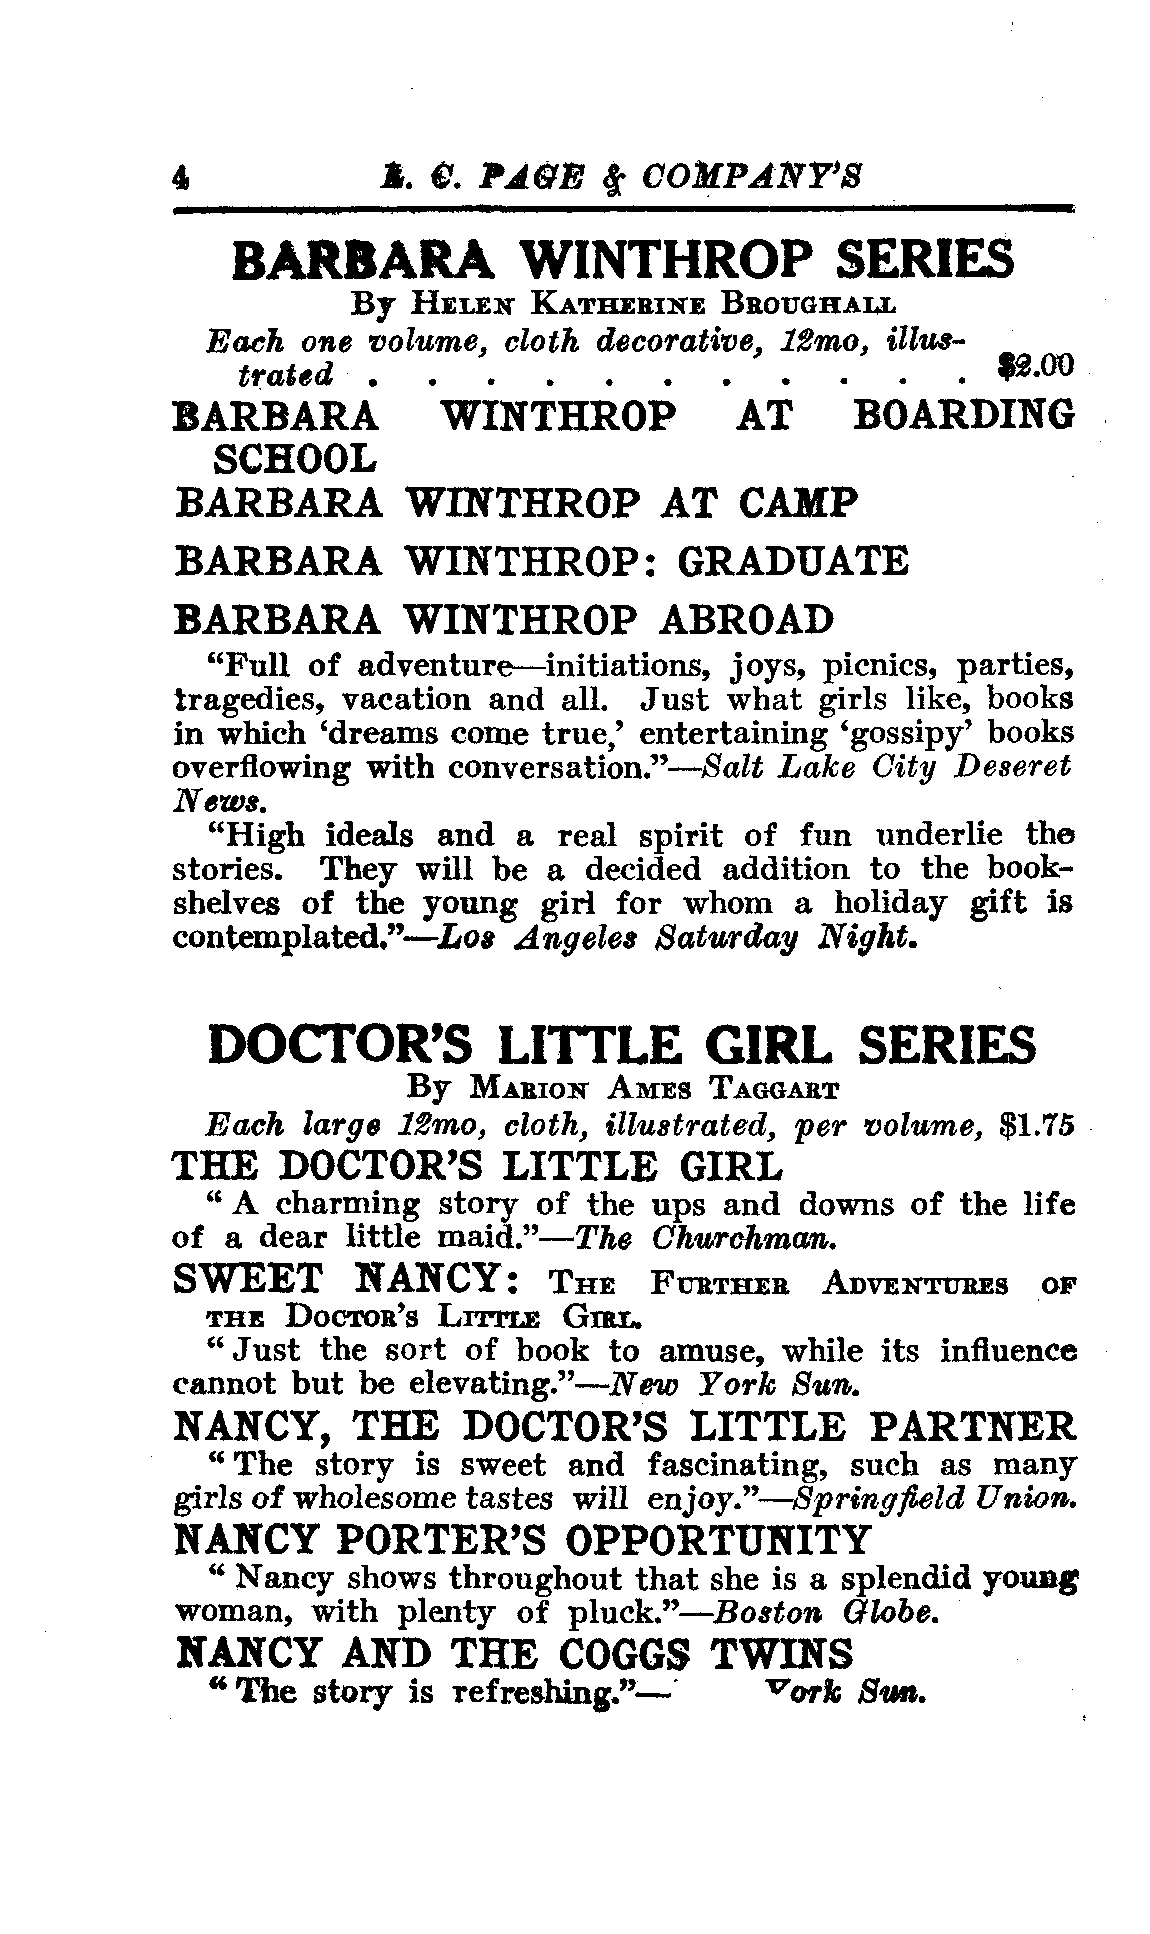 4 L. C. PAGE & COMPANY'S
BARBARA WINTHROP SERIES
By HELEN KATHERINE BROUGHALL
Each one volume, cloth decorative, 12mo, illus-
trated . . . . . . . . . . . $2.00
BARBARA WINTHROP AT BOARDING
SCHOOL
BARBARA WINTHROP AT CAMP
BARBARA WINTHROP: GRADUATE
BARBARA WINTHROP ABROAD
“Full of adventure—initiations, joys, picnics, parties,
tragedies, vacation and all. Just what girls like, books
in which ‘dreams come true,’ entertaining ‘gossipy’ books
overflowing with conversation.”—Salt Lake City Deseret
News.
“High ideals and a real spirit of fun underlie the
stories. They will be a decided addition to the book-
shelves of the young girl for whom a holiday gift is
contemplated.”—Los Angeles Saturday Night.
DOCTOR'S LITTLE GIRL SERIES
By MARION AMES TAGGART
Each large 12mo, cloth, illustrated, per volume, $1.75
THE DOCTOR'S LITTLE GIRL
“ A charming story of the ups and downs of the life
of a dear little maid.”—The Churchman.
SWEET NANCY: THE FURTHER ADVENTURES OF
THE DOCTOR'S LITTLE GIRL.
“ Just the sort of book to amuse, while its influence
cannot but be elevating.”—New York Sun.
NANCY, THE DOCTOR'S LITTLE PARTNER
“ The story is sweet and fascinating, such as many
girls of wholesome tastes will enjoy.”—Springfield Union.
NANCY PORTER'S OPPORTUNITY
“ Nancy shows throughout that she is a splendid young
woman, with plenty of pluck.”—Boston Globe.
NANCY AND THE COGGS TWINS
“ The story is refreshing.”— York Sun.